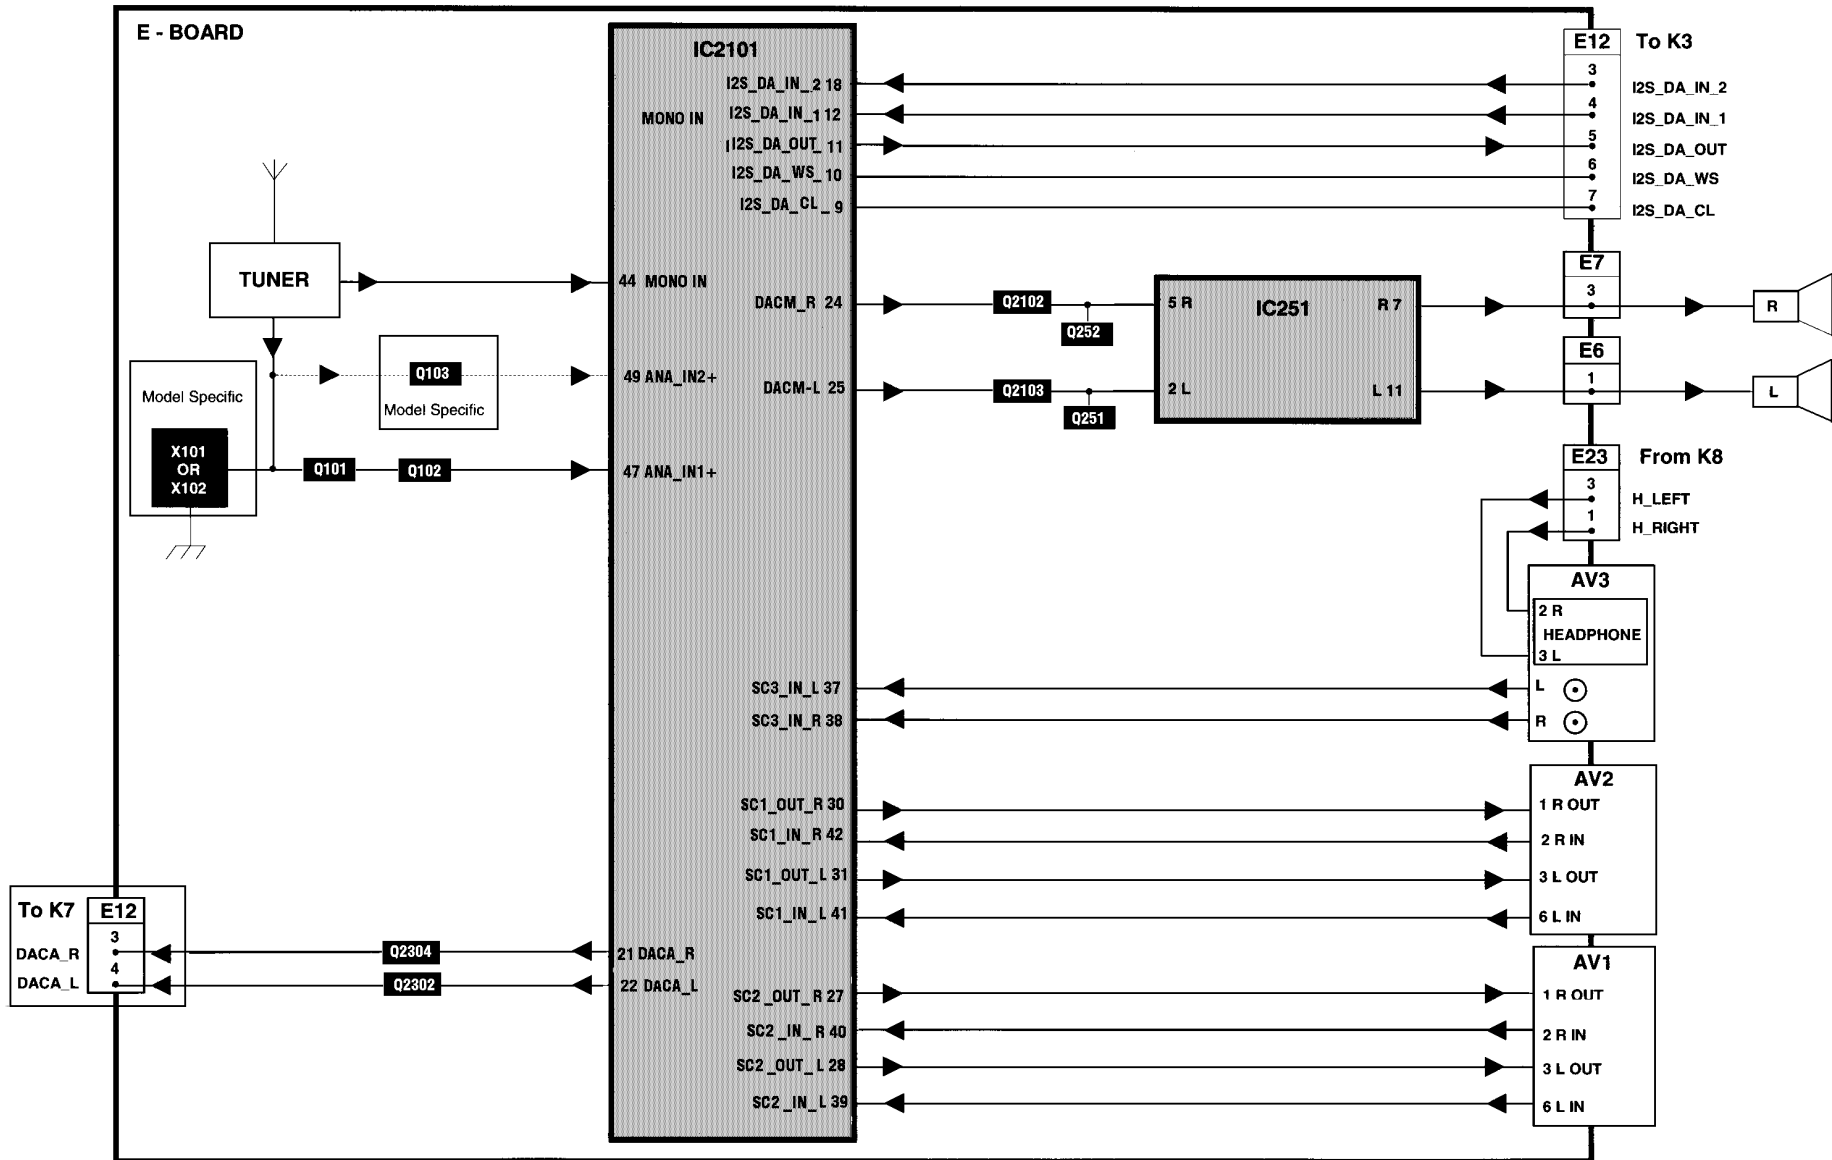 E - BOARD
IC2101
I2S_DA_IN_2 18
MONO IN
I2S_DA_IN_1 12
I2S_DA_OUT_ 11
I2S_DA_WS_ 10
I2S_DA_CL_ 9
E12 To K3
3
I2S_DA_IN_2
4
I2S_DA_IN_1
5
I2S_DA_OUT
6
I2S_DA_WS
7
I2S_DA_CL
TUNER
44 MONO IN
DACM_R 24
Q2102
Q252
5 R
IC251
R 7
E7
3
R
Model Specific
Q103
Model Specific
49 ANA_IN2+
DACM-L 25
Q2103
Q251
2 L
L 11
E6
1
L
X101
OR
X102
Q101
Q102
47 ANA_IN1+
E23 From K8
3
H_LEFT
1
H_RIGHT
AV3
2 R
HEADPHONE
3 L
SC3_IN_L 37
L
SC3_IN_R 38
R
AV2
SC1_OUT_R 30
1 R OUT
SC1_IN_R 42
2 R IN
SC1_OUT_L 31
3 L OUT
SC1_IN_L 41
6 L IN
To K7 E12
3
DACA_R
4
DACA_L
Q2304
Q2302
21 DACA_R
22 DACA_L
AV1
SC2_OUT_R 27
1 R OUT
SC2_IN_R 40
2 R IN
SC2_OUT_L 28
3 L OUT
SC2_IN_L 39
6 L IN